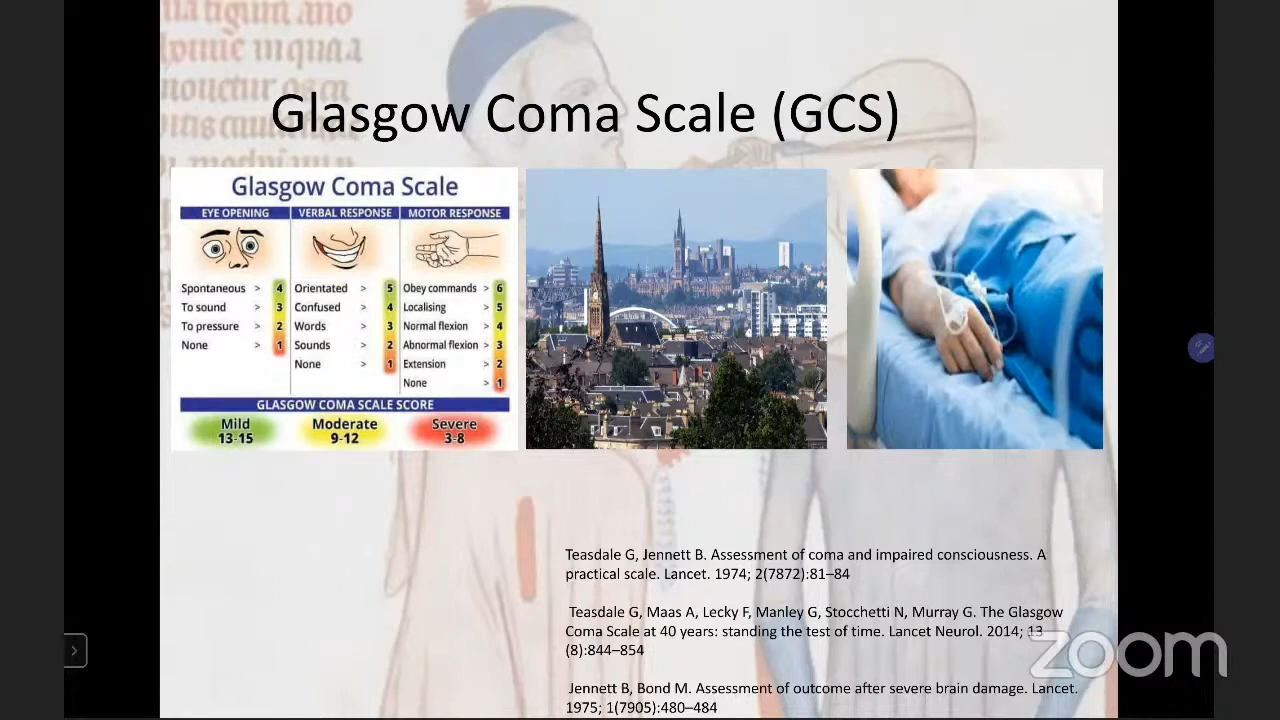 Glasgow Coma Scale (GCS)
Glasgow Coma Scale
EYE OPENING
Spontaneous > 4
To sound > 3
To pressure > 2
None > 1
VERBAL RESPONSE
Orientated > 5
Confused > 4
Words > 3
Sounds > 2
None > 1
MOTOR RESPONSE
Obey commands > 6
Localising > 5
Normal flexion > 4
Abnormal flexion > 3
Extension > 2
None > 1
GLASGOW COMA SCALE SCORE
Mild
13-15
Moderate
9-12
Severe
3-8
Teasdale G, Jennett B. Assessment of coma and impaired consciousness. A
practical scale. Lancet. 1974; 2(7872):81–84
Teasdale G, Maas A, Lecky F, Manley G, Stocchetti N, Murray G. The Glasgow
Coma Scale at 40 years: standing the test of time. Lancet Neurol. 2014; 13
(8):844–854
Jennett B, Bond M. Assessment of outcome after severe brain damage. Lancet.
1975; 1(7905):480–484
zoom